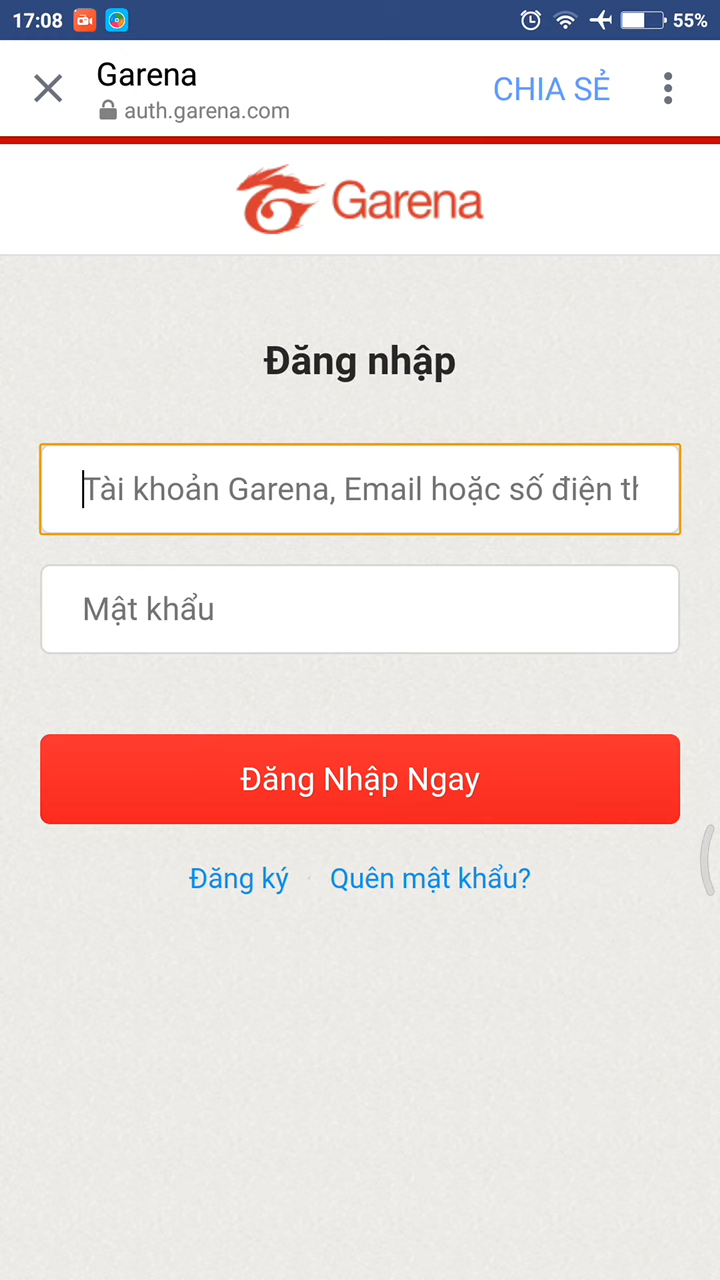 17:08
55%
Garena
CHIA SẺ
auth.garena.com
Garena
Đăng nhập
Tài khoản Garena, Email hoặc số điện th
Mật khẩu
Đăng Nhập Ngay
Đăng ký · Quên mật khẩu?